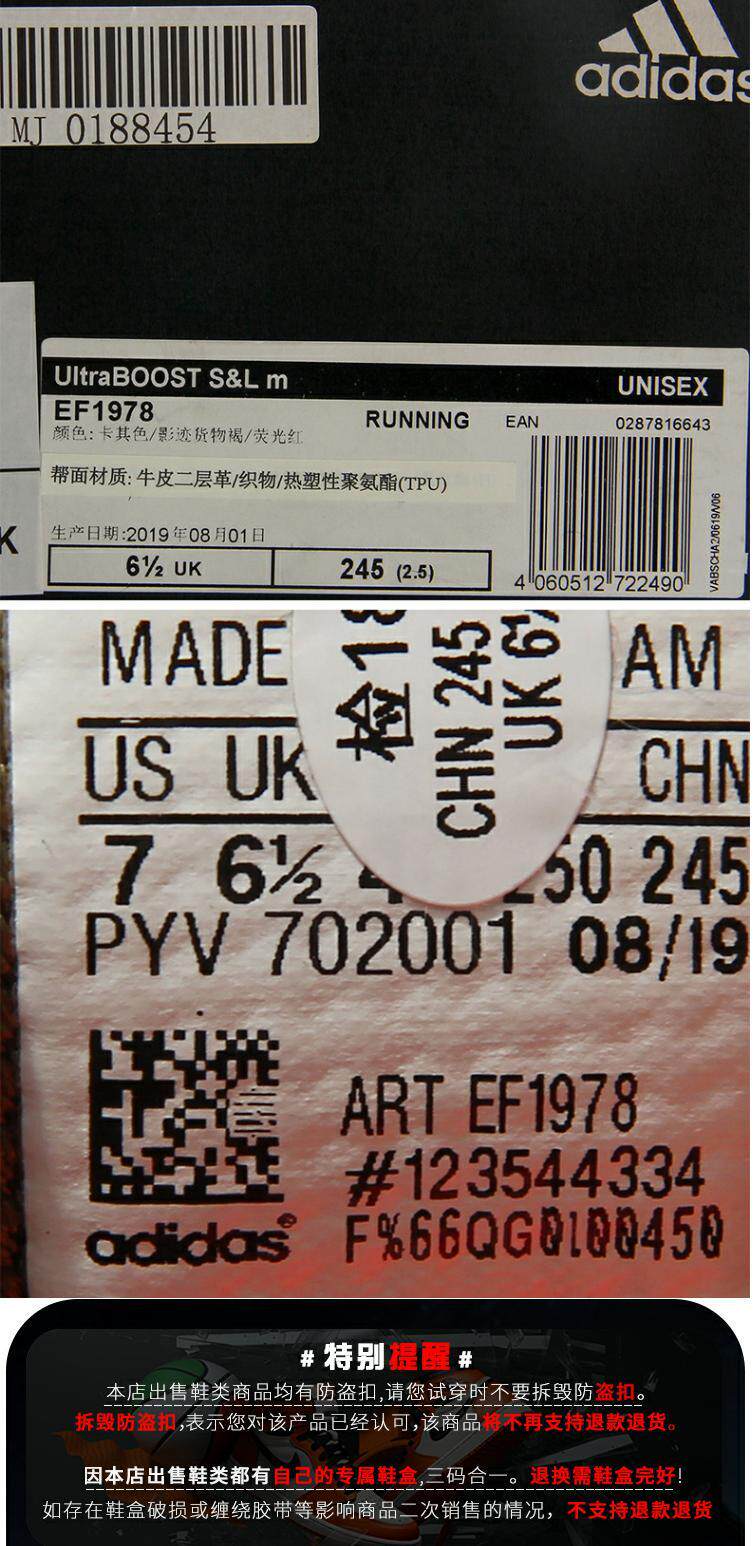 MJ 0188454
adidas
K
UltraBOOST S&L m
UNISEX
EF1978
RUNNING
EAN
0287816643
颜色:卡其色/影迹货物褐/荧光红
帮面材质:牛皮二层革/织物/热塑性聚氨酯(TPU)
生产日期:2019年08月01日
6½ UK
245 (2.5)
4 060512 722490
VABSCHA2/0619/V06
MADE
AM
检
CHN 245
UK 6
US UK
CHN
7 6½
50 245
PYV 702001 08/19
ART EF1978
#123544334
F%66QG0100450
adidas®
#特别提醒#
本店出售鞋类商品均有防盗扣,请您试穿时不要拆毁防盗扣。
拆毁防盗扣,表示您对该产品已经认可,该商品将不再支持退款退货。
因本店出售鞋类都有自己的专属鞋盒,三码合一。退换需鞋盒完好!
如存在鞋盒破损或缠绕胶带等影响商品二次销售的情况，不支持退款退货